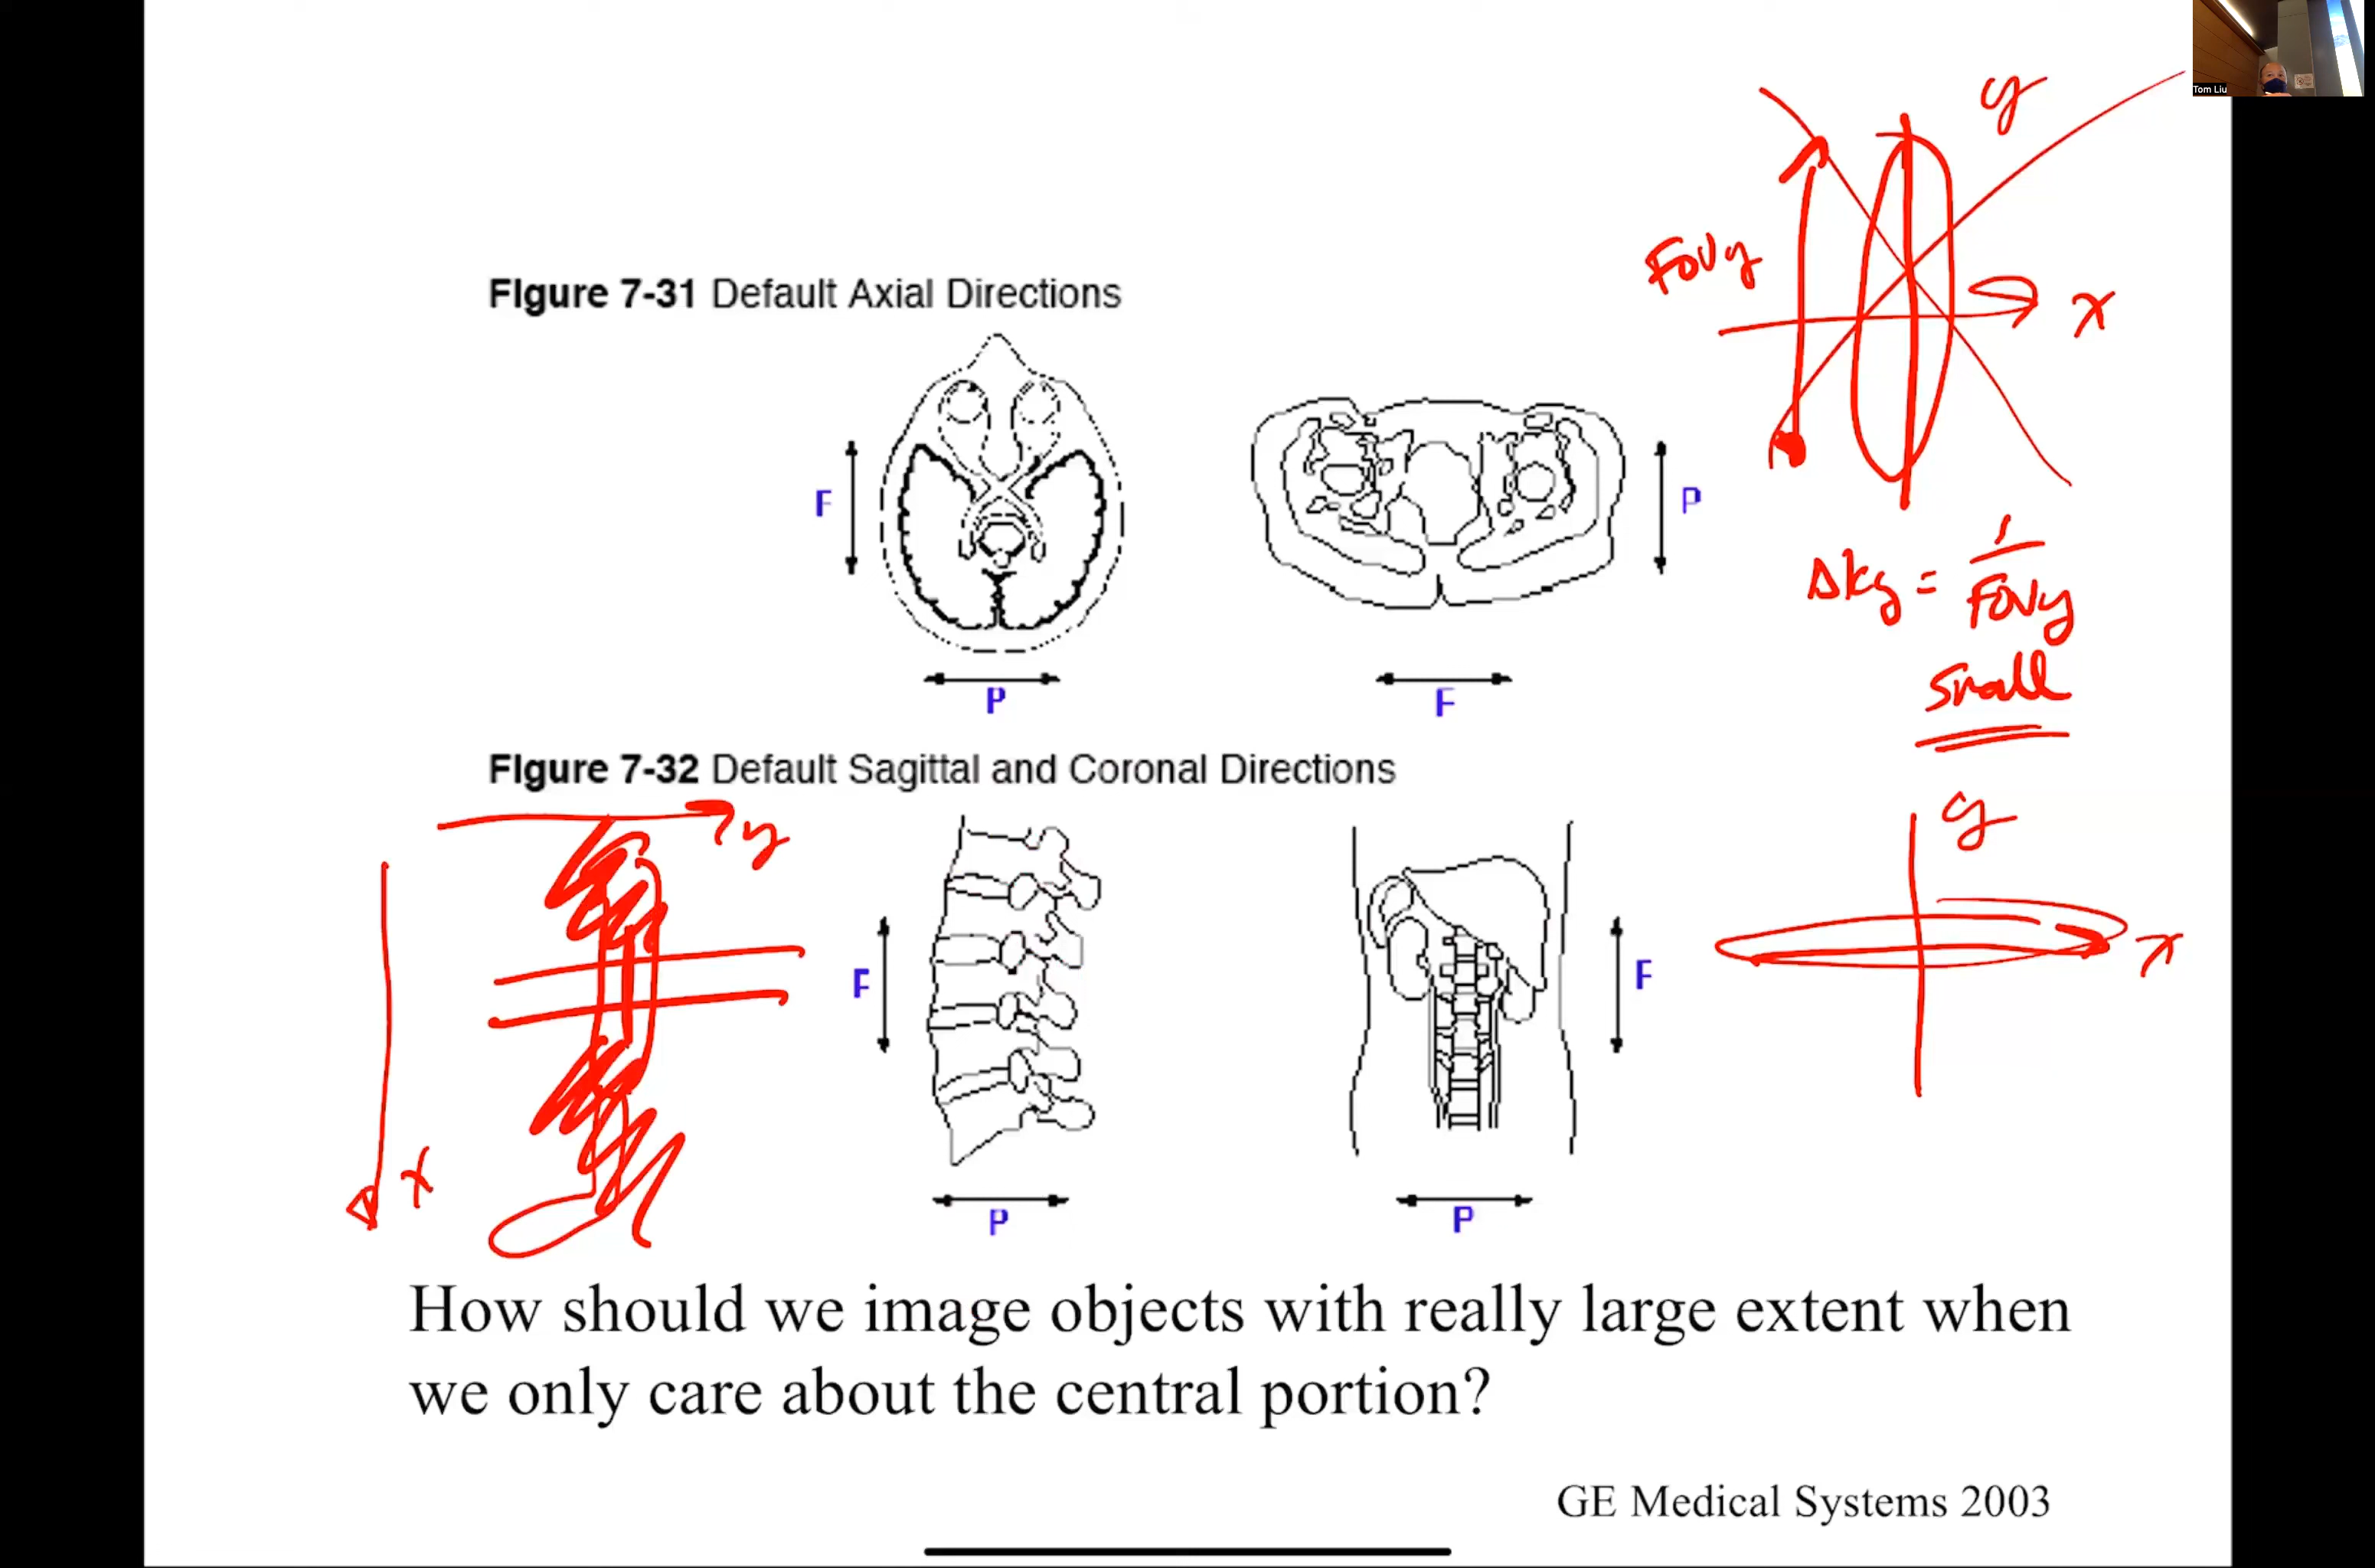 Tom Liu
y
FOVy
x
Figure 7-31 Default Axial Directions
F
P
P
F
Δky = 1
FOVy
small
Figure 7-32 Default Sagittal and Coronal Directions
y
y
x
x
F
F
P
P
How should we image objects with really large extent when
we only care about the central portion?
GE Medical Systems 2003